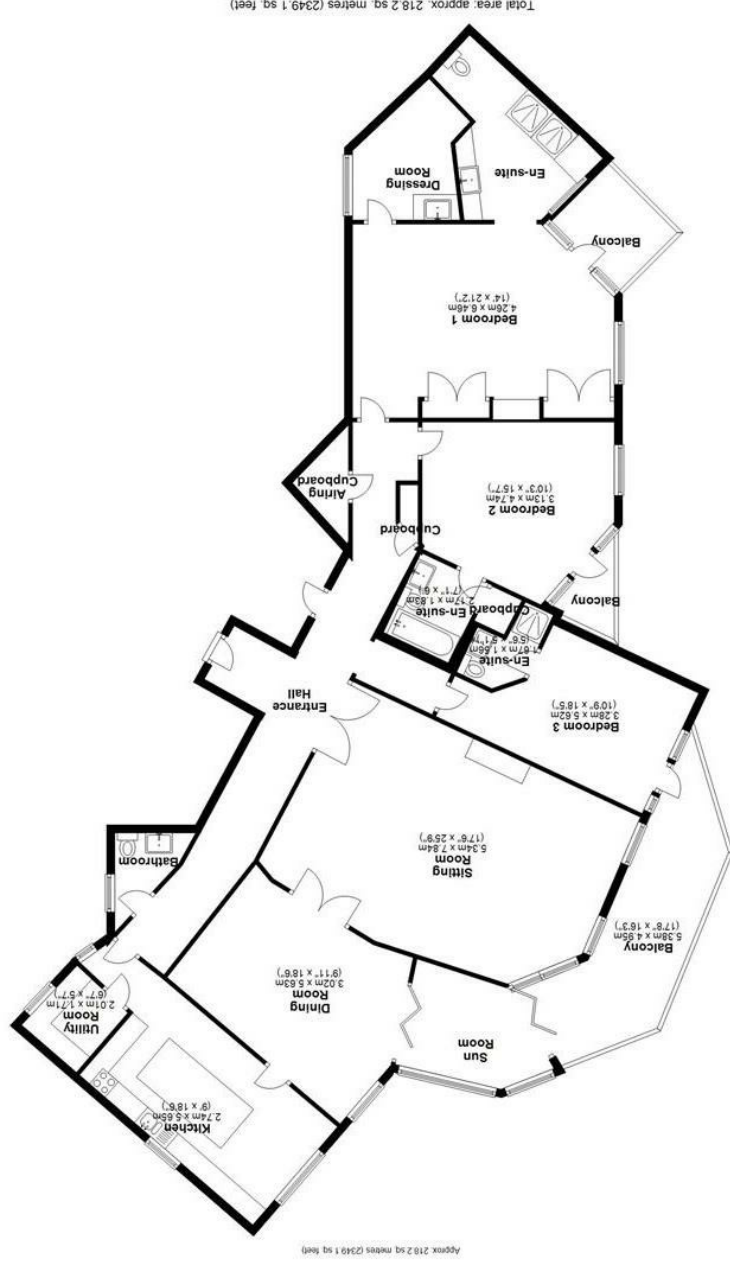 Approx. 218.2 sq. metres (2349.1 sq. feet)
Kitchen
2.74m x 5.65m
(9' x 18'6")
Utility
Room
2.01m x 1.71m
(6'7" x 5'7")
Sun
Room
Dining
Room
3.02m x 5.63m
(9'11" x 18'6")
Balcony
5.38m x 4.95m
(17'8" x 16'3")
Sitting
Room
5.34m x 7.84m
(17'6" x 25'9")
Bathroom
Bedroom 3
3.28m x 5.62m
(10'9" x 18'5")
Entrance
Hall
En-suite
1.67m x 1.56m
(5'6" x 5'1")
Cupboard
En-suite
2.17m x 1.83m
(7'1" x 6')
Balcony
Cupboard
Bedroom 2
3.13m x 4.74m
(10'3" x 15'7")
Airing
Cupboard
Bedroom 1
4.26m x 6.46m
(14' x 21'2")
Balcony
En-suite
Dressing
Room
Total area: approx. 218.2 sq. metres (2349.1 sq. feet)